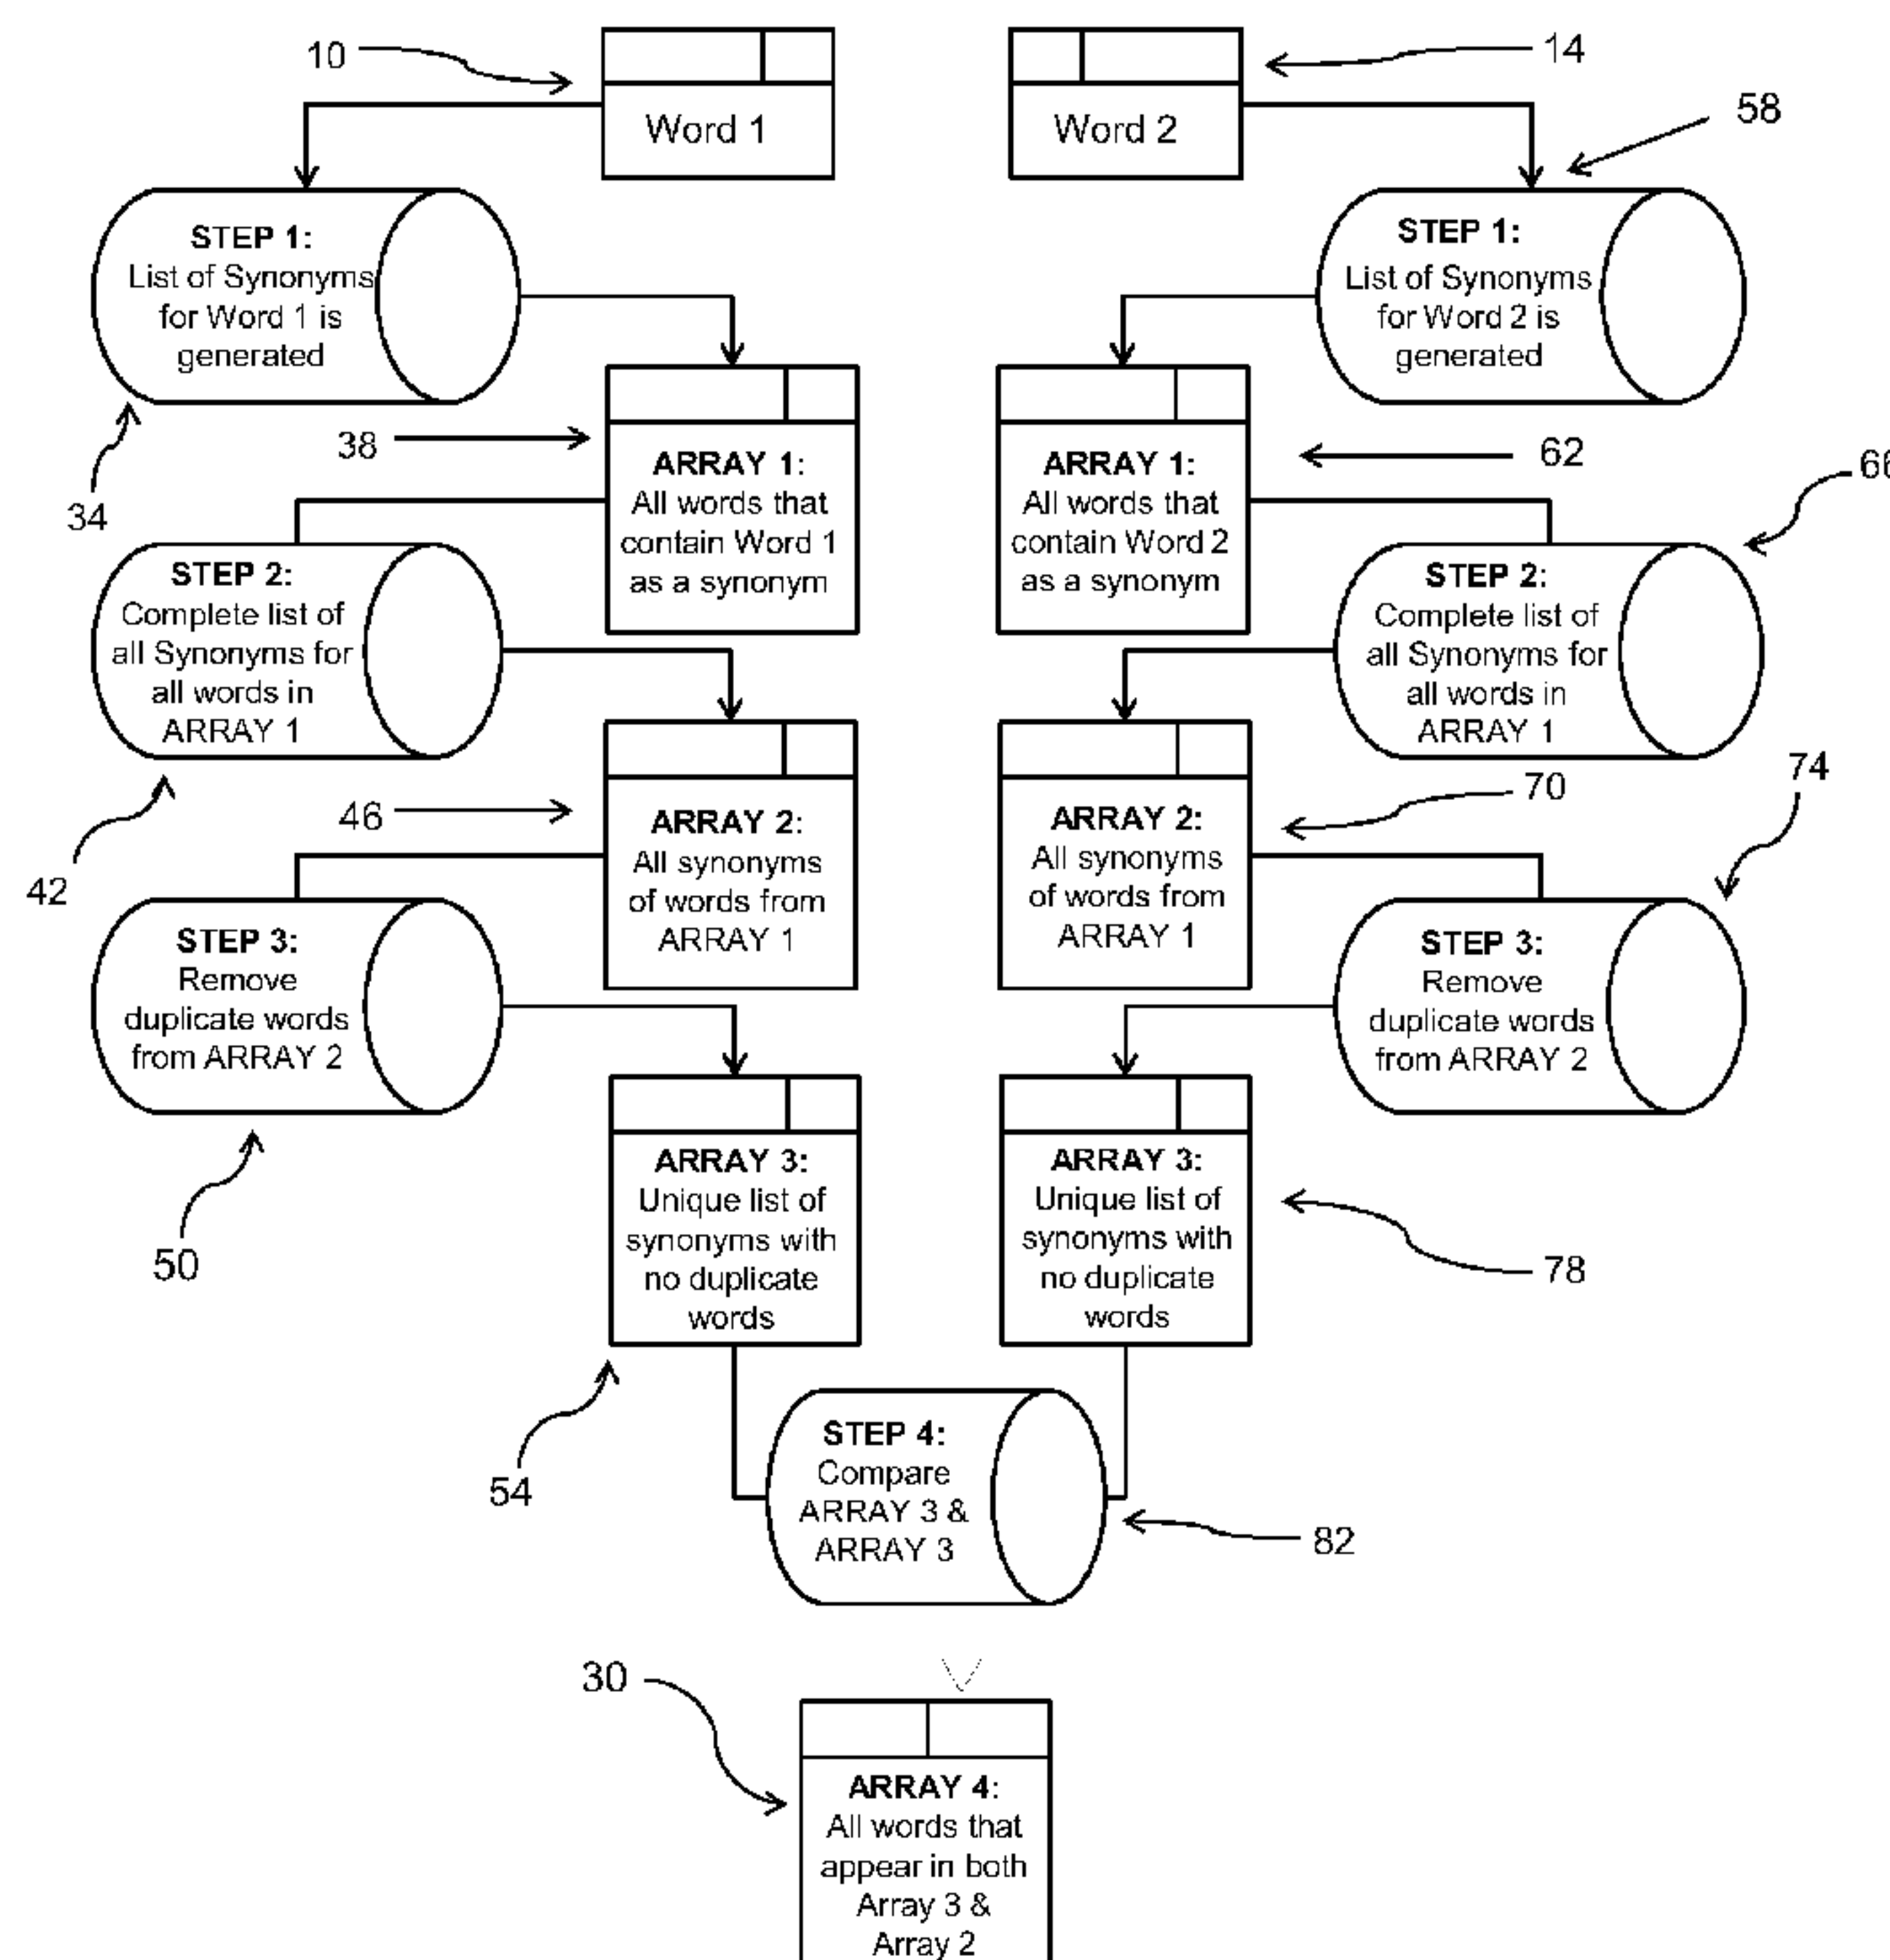 10
14
Word 1
Word 2
58
STEP 1:
List of Synonyms
for Word 1 is
generated
STEP 1:
List of Synonyms
for Word 2 is
generated
34
38
ARRAY 1:
All words that
contain Word 1
as a synonym
ARRAY 1:
All words that
contain Word 2
as a synonym
62
66
STEP 2:
Complete list of
all Synonyms for
all words in
ARRAY 1
STEP 2:
Complete list of
all Synonyms for
all words in
ARRAY 1
42
46
ARRAY 2:
All synonyms
of words from
ARRAY 1
ARRAY 2:
All synonyms
of words from
ARRAY 1
70
74
STEP 3:
Remove
duplicate words
from ARRAY 2
STEP 3:
Remove
duplicate words
from ARRAY 2
50
ARRAY 3:
Unique list of
synonyms with
no duplicate
words
ARRAY 3:
Unique list of
synonyms with
no duplicate
words
78
54
STEP 4:
Compare
ARRAY 3 &
ARRAY 3
82
30
ARRAY 4:
All words that
appear in both
Array 3 &
Array 2